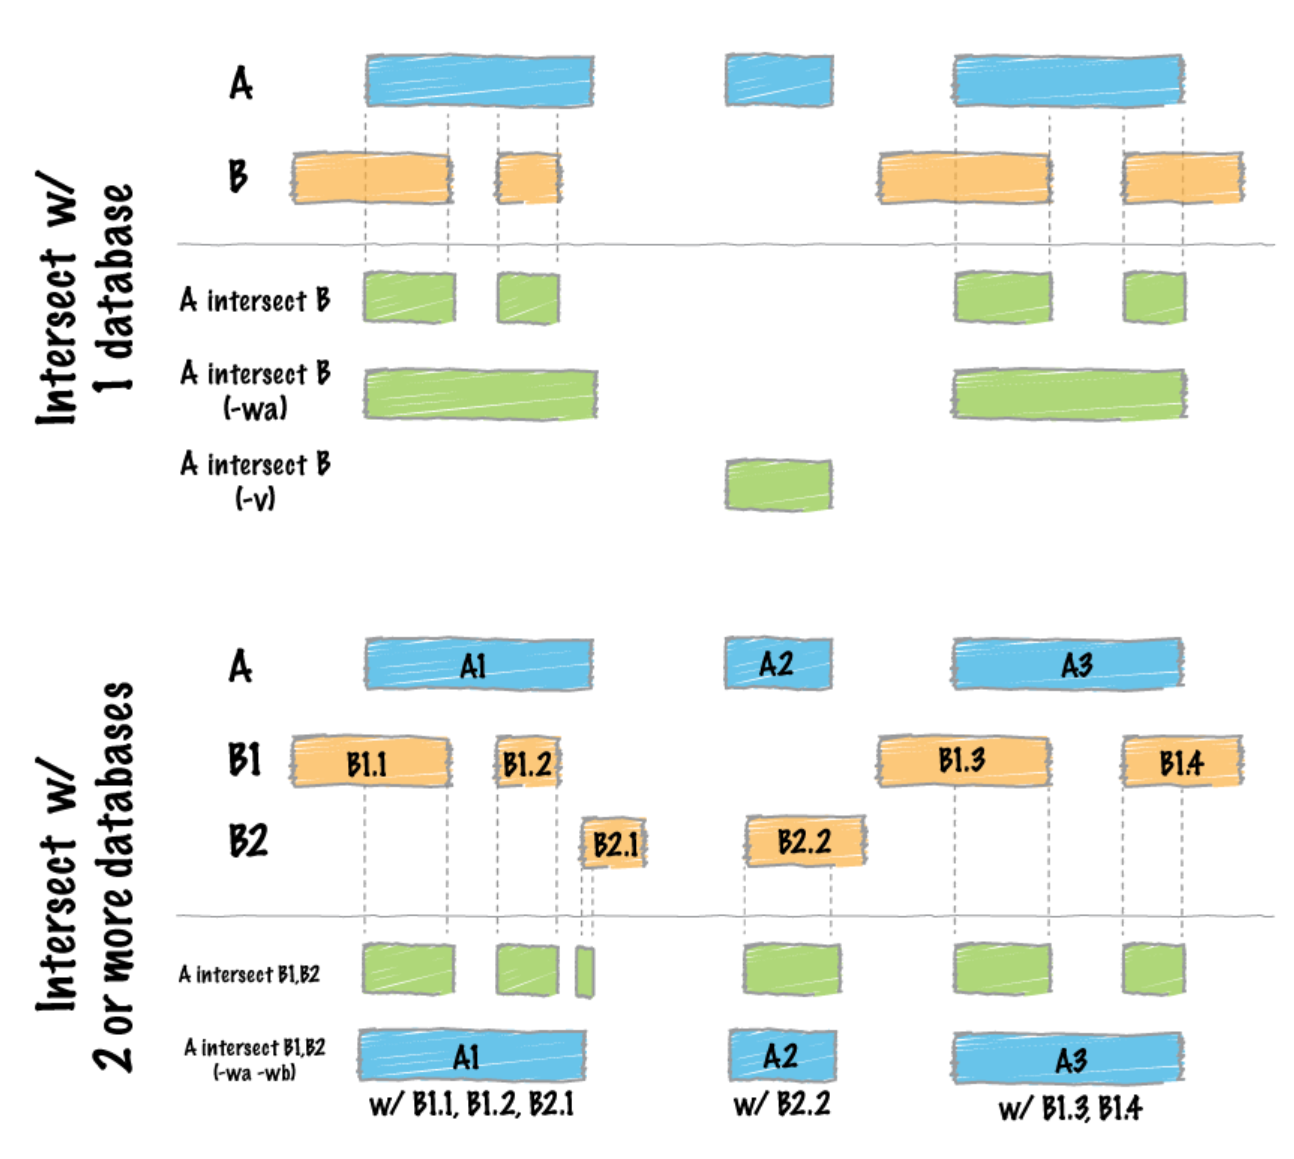 Intersect w/
1 database
A
B
A intersect B
A intersect B
(-wa)
A intersect B
(-v)
Intersect w/
2 or more databases
A
A1
A2
A3
B1
B1.1
B1.2
B1.3
B1.4
B2
B2.1
B2.2
A intersect B1,B2
A intersect B1,B2
(-wa -wb)
A1
A2
A3
w/ B1.1, B1.2, B2.1
w/ B2.2
w/ B1.3, B1.4